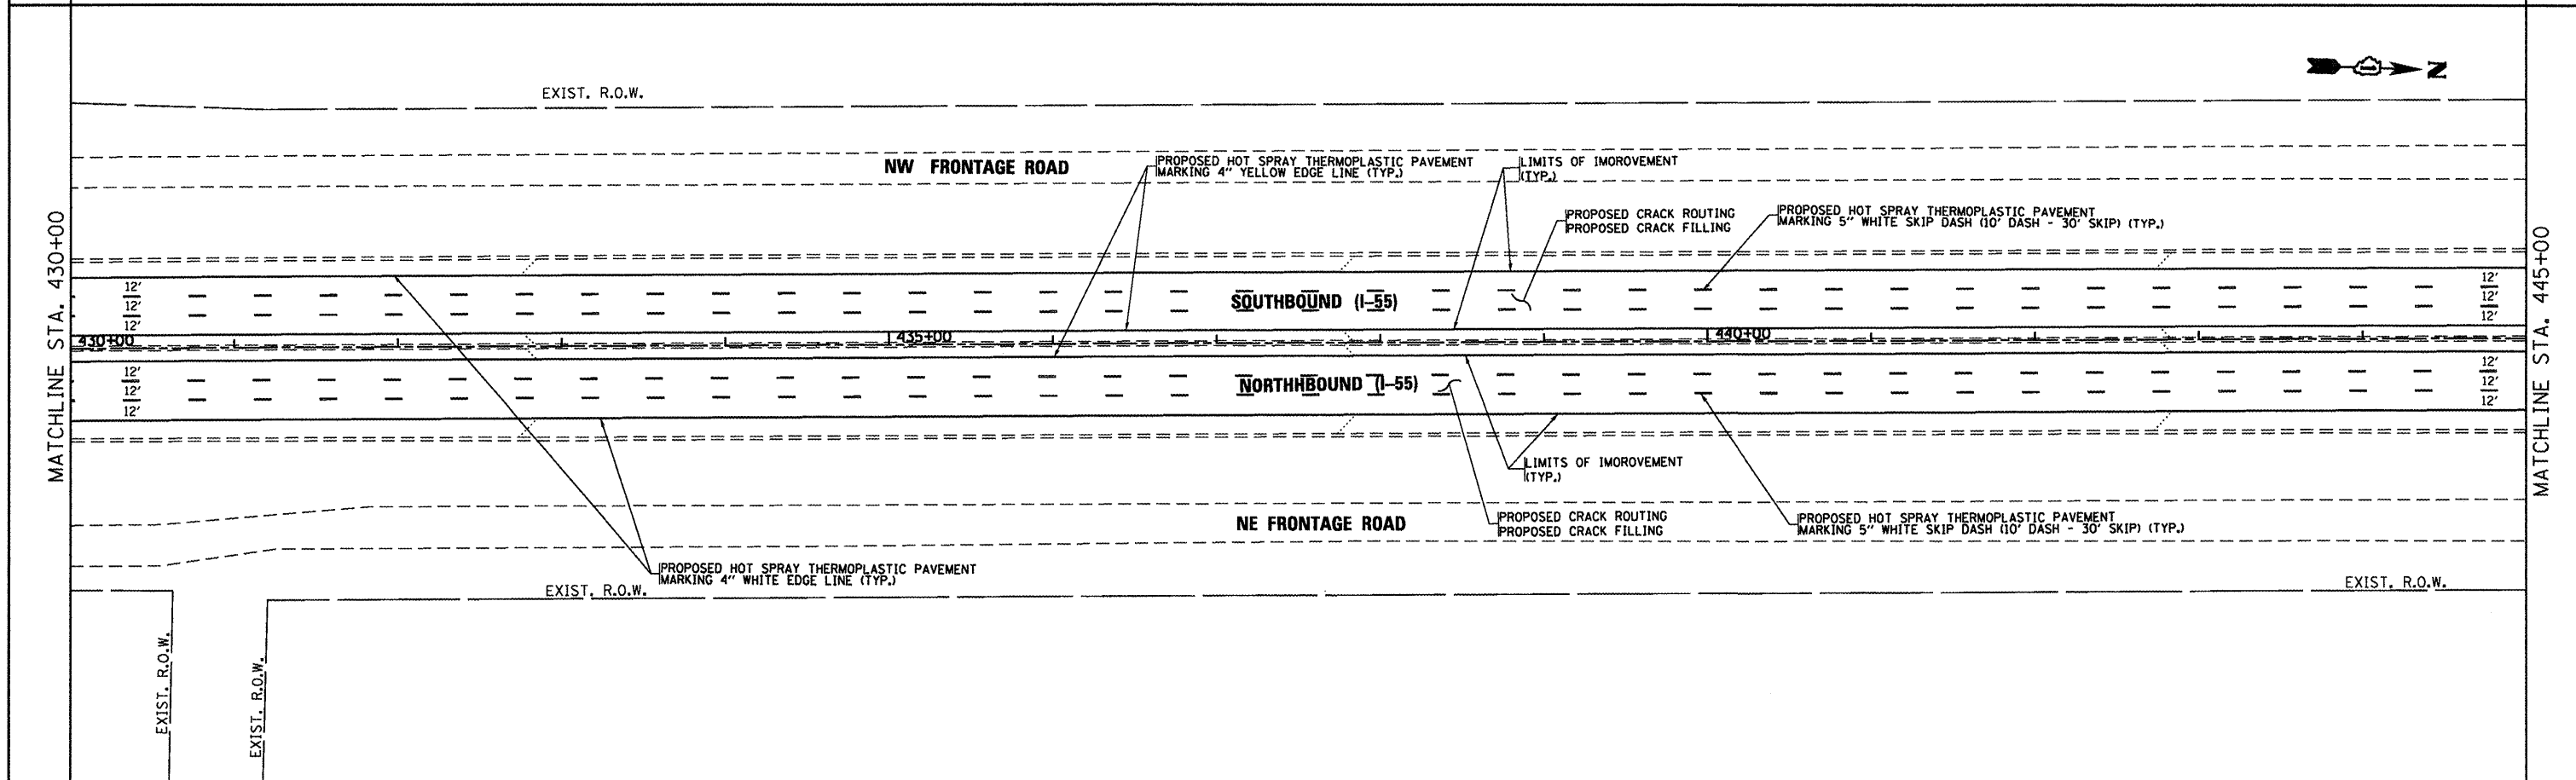 N
EXIST. R.O.W.
NW FRONTAGE ROAD
PROPOSED HOT SPRAY THERMOPLASTIC PAVEMENT
MARKING 4" YELLOW EDGE LINE (TYP.)
LIMITS OF IMOROVEMENT
(TYP.)
PROPOSED CRACK ROUTING
PROPOSED CRACK FILLING
PROPOSED HOT SPRAY THERMOPLASTIC PAVEMENT
MARKING 5" WHITE SKIP DASH (10' DASH - 30' SKIP) (TYP.)
MATCHLINE STA. 430+00
MATCHLINE STA. 445+00
12'
12'
12'
SOUTHBOUND (I-55)
12'
12'
12'
430+00
435+00
440+00
12'
12'
12'
NORTHHBOUND (I-55)
12'
12'
12'
LIMITS OF IMOROVEMENT
(TYP.)
NE FRONTAGE ROAD
PROPOSED CRACK ROUTING
PROPOSED CRACK FILLING
PROPOSED HOT SPRAY THERMOPLASTIC PAVEMENT
MARKING 5" WHITE SKIP DASH (10' DASH - 30' SKIP) (TYP.)
PROPOSED HOT SPRAY THERMOPLASTIC PAVEMENT
MARKING 4" WHITE EDGE LINE (TYP.)
EXIST. R.O.W.
EXIST. R.O.W.
EXIST. R.O.W.
EXIST. R.O.W.